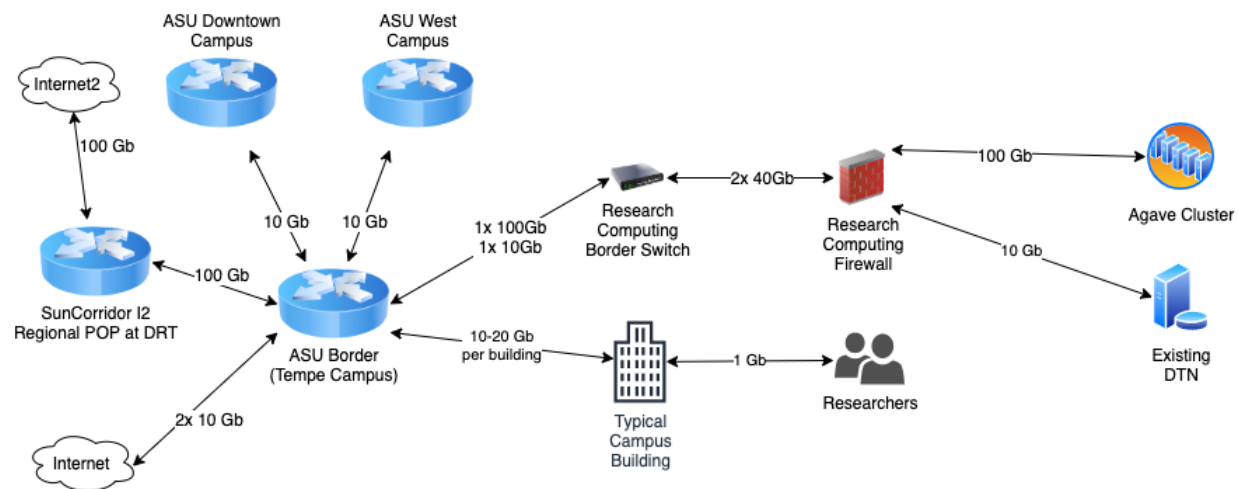 ASU Downtown
Campus
ASU West
Campus
Internet2
100 Gb
10 Gb
10 Gb
SunCorridor I2
Regional POP at DRT
100 Gb
ASU Border
(Tempe Campus)
2x 10 Gb
Internet
1x 100Gb
1x 10Gb
Research
Computing
Border Switch
2x 40Gb
Research
Computing
Firewall
100 Gb
Agave Cluster
10 Gb
Existing
DTN
10-20 Gb
per building
Typical
Campus
Building
1 Gb
Researchers